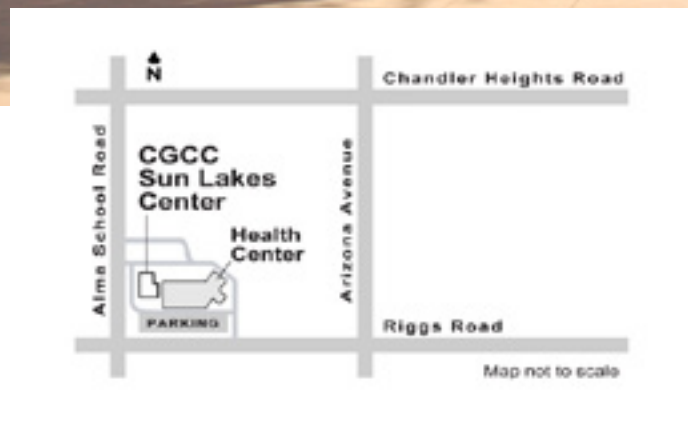 N
Chandler Heights Road
Alma School Road
CGCC
Sun Lakes
Center
Arizona Avenue
Health
Center
PARKING
Riggs Road
Map not to scale